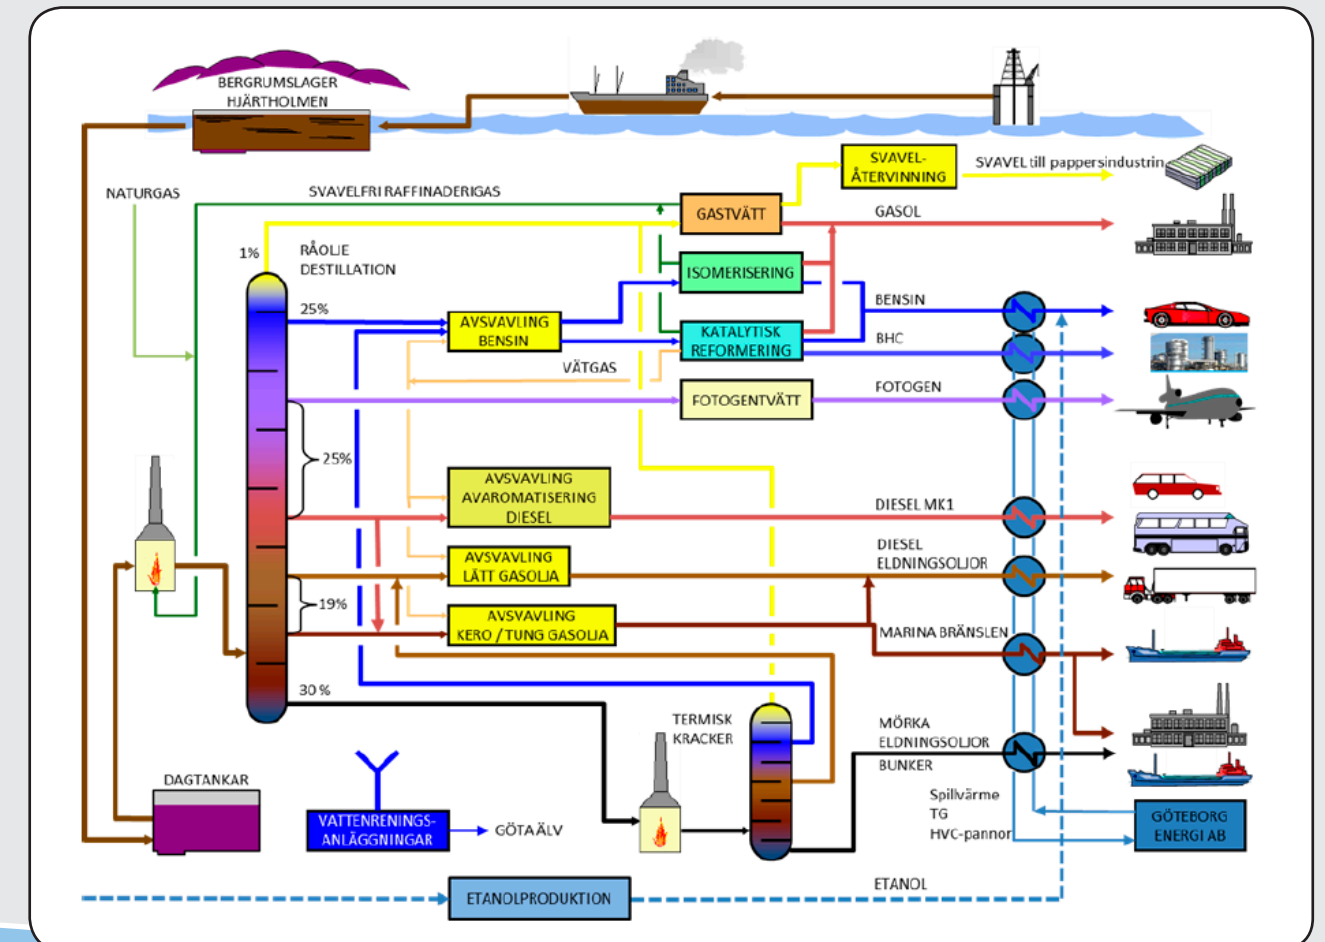 BERGRUMSLAGER
HJÄRTHOLMEN
SVAVEL-
ÅTERVINNING
SVAVEL till pappersindustrin
NATURGAS
SVAVELFRI RAFFINADERIGAS
GASTVÄTT
GASOL
1%
RÅOLJE
DESTILLATION
ISOMERISERING
25%
AVSVAVLING
BENSIN
KATALYTISK
REFORMERING
BENSIN
BHC
VÄTGAS
FOTOGENTVÄTT
FOTOGEN
25%
AVSVAVLING
AVAROMATISERING
DIESEL
DIESEL MK1
AVSVAVLING
LÄTT GASOLJA
DIESEL
ELDNINGSOLJOR
19%
AVSVAVLING
KERO / TUNG GASOLJA
MARINA BRÄNSLEN
30 %
TERMISK
KRACKER
MÖRKA
ELDNINGSOLJOR
BUNKER
DAGTANKAR
VATTENRENINGS-
ANLÄGGNINGAR
GÖTA ÄLV
Spillvärme
TG
HVC-pannor
GÖTEBORG
ENERGI AB
ETANOLPRODUKTION
ETANOL